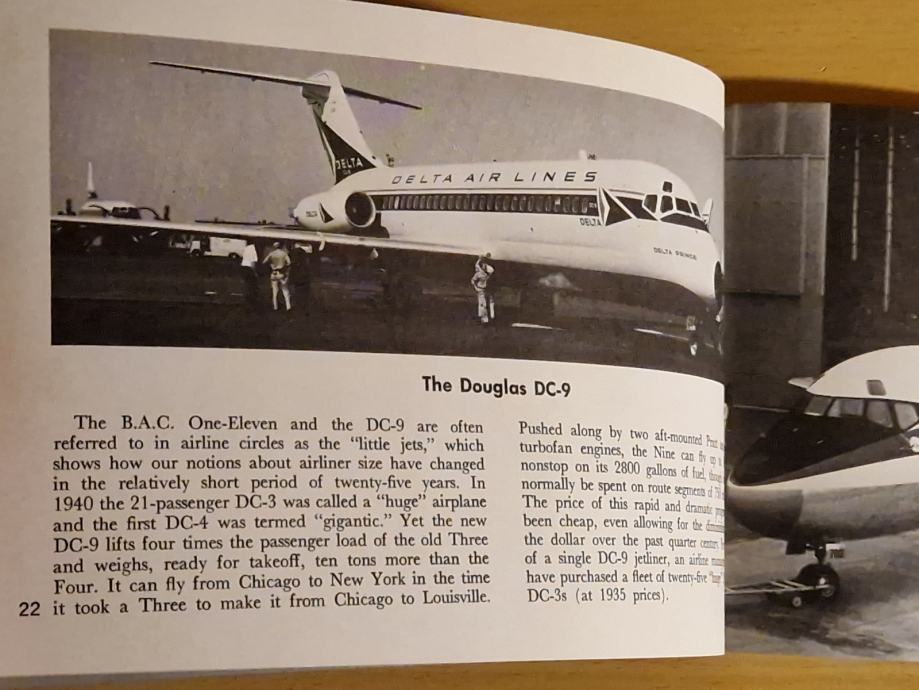 DELTA
DELTA AIR LINES
DELTA
DELTA PRINCE
The Douglas DC-9
The B.A.C. One-Eleven and the DC-9 are often
referred to in airline circles as the “little jets,” which
shows how our notions about airliner size have changed
in the relatively short period of twenty-five years. In
1940 the 21-passenger DC-3 was called a “huge” airplane
and the first DC-4 was termed “gigantic.” Yet the new
DC-9 lifts four times the passenger load of the old Three
and weighs, ready for takeoff, ten tons more than the
Four. It can fly from Chicago to New York in the time
22 it took a Three to make it from Chicago to Louisville.
Pushed along by two aft-mounted
turbofan engines, the Nine can fly up
nonstop on its 2800 gallons of fuel,
normally be spent on route segments of
The price of this rapid and dramatic
been cheap, even allowing for the
the dollar over the past quarter century.
of a single DC-9 jetliner, an airline
have purchased a fleet of twenty-five “huge”
DC-3s (at 1935 prices).